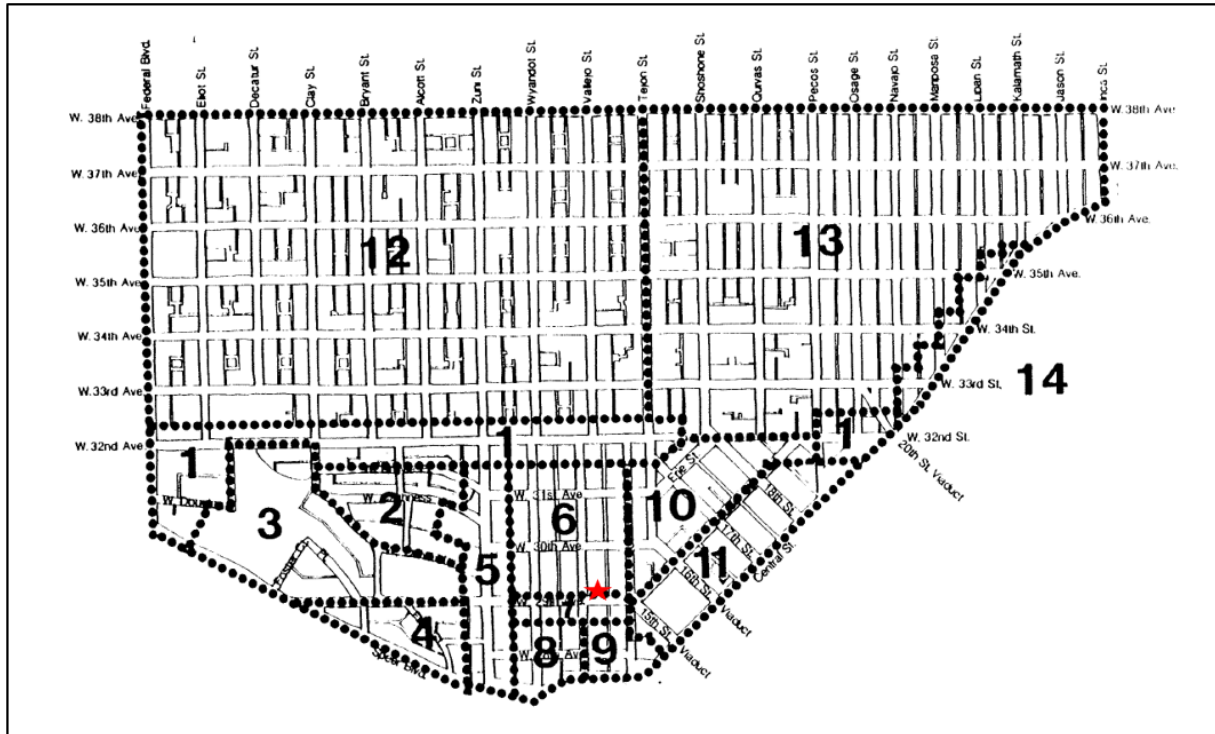 Federal Blvd.
Eliot St.
Decatur St.
Clay St.
Bryant St.
Alcott St.
Zuni St.
Wyandot St.
Vallejo St.
Tejon St.
Shoshone St.
Quivas St.
Pecos St.
Osage St.
Navajo St.
Mariposa St.
Lipan St.
Kalamath St.
Jason St.
Inca St.
W. 38th Ave
W. 38th Ave
W. 37th Ave
W. 37th Ave.
W. 36th Ave
W. 36th Ave.
12
13
W. 35th Ave
W. 35th Ave.
W. 34th Ave
W. 34th St.
W. 33rd Ave
W. 33rd St,
14
W. 32nd Ave
1
1
W. 32nd St.
1
20th St. Viaduct
Erie St.
2
W. 31st Ave
6
10
18th St.
3
17th St.
W. 30th Ave
5
11
Central St.
16th St. Viaduct
7
4
15th St. Viaduct
8
9
Speer Blvd.